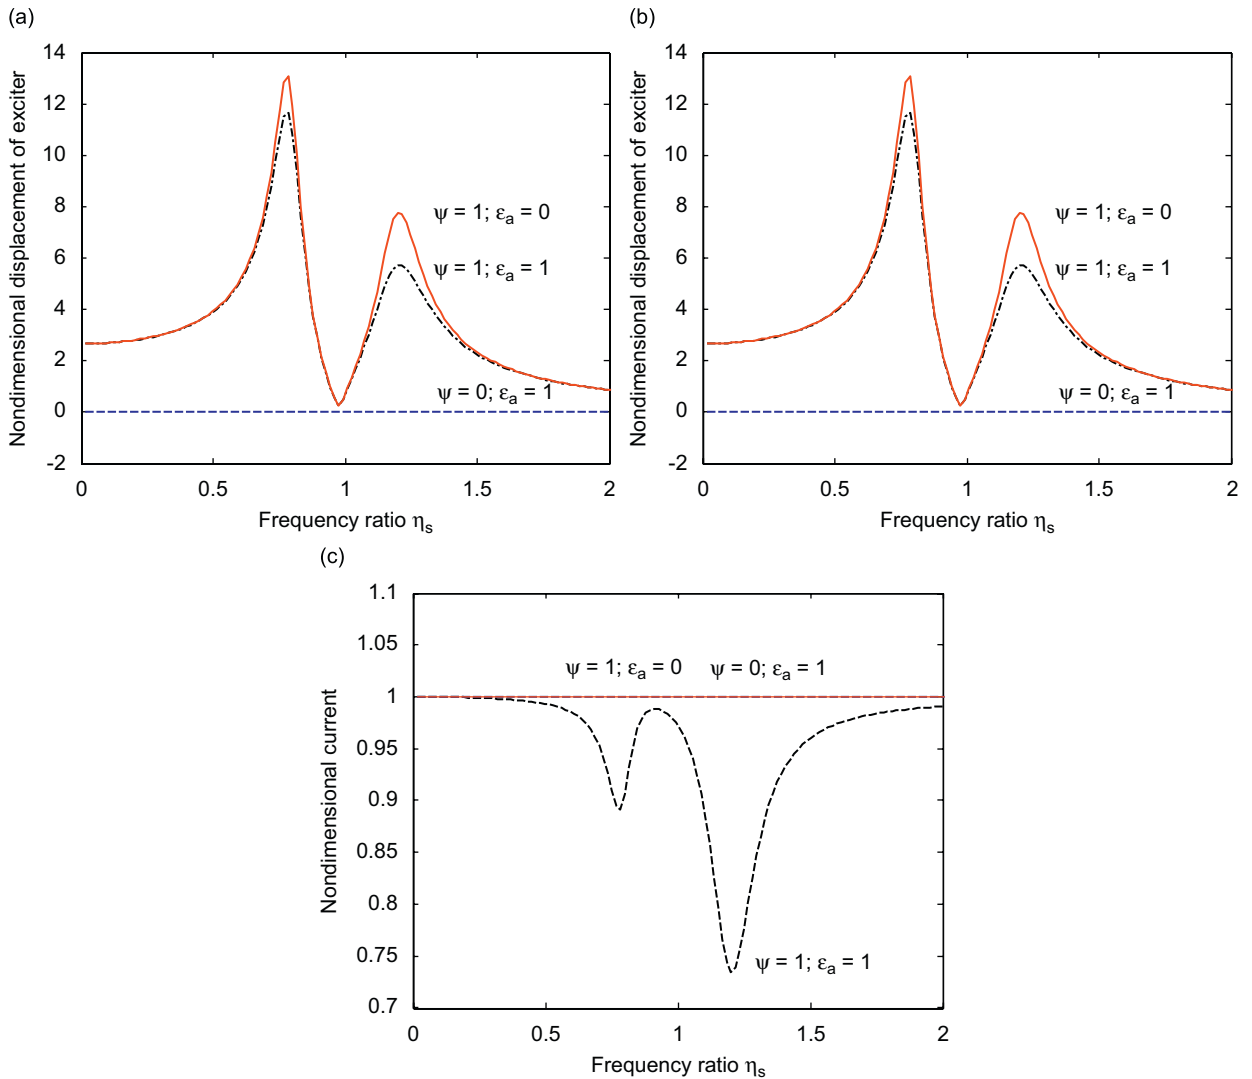 (a)
(b)
Nondimensional displacement of exciter
14
12
10
8
6
4
2
0
-2
0
0.5
1
1.5
2
Frequency ratio ηs
ψ = 1; εa = 0
ψ = 1; εa = 1
ψ = 0; εa = 1
Nondimensional displacement of exciter
14
12
10
8
6
4
2
0
-2
0
0.5
1
1.5
2
Frequency ratio ηs
ψ = 1; εa = 0
ψ = 1; εa = 1
ψ = 0; εa = 1
(c)
Nondimensional current
1.1
1.05
1
0.95
0.9
0.85
0.8
0.75
0.7
0
0.5
1
1.5
2
Frequency ratio ηs
ψ = 1; εa = 0
ψ = 0; εa = 1
ψ = 1; εa = 1